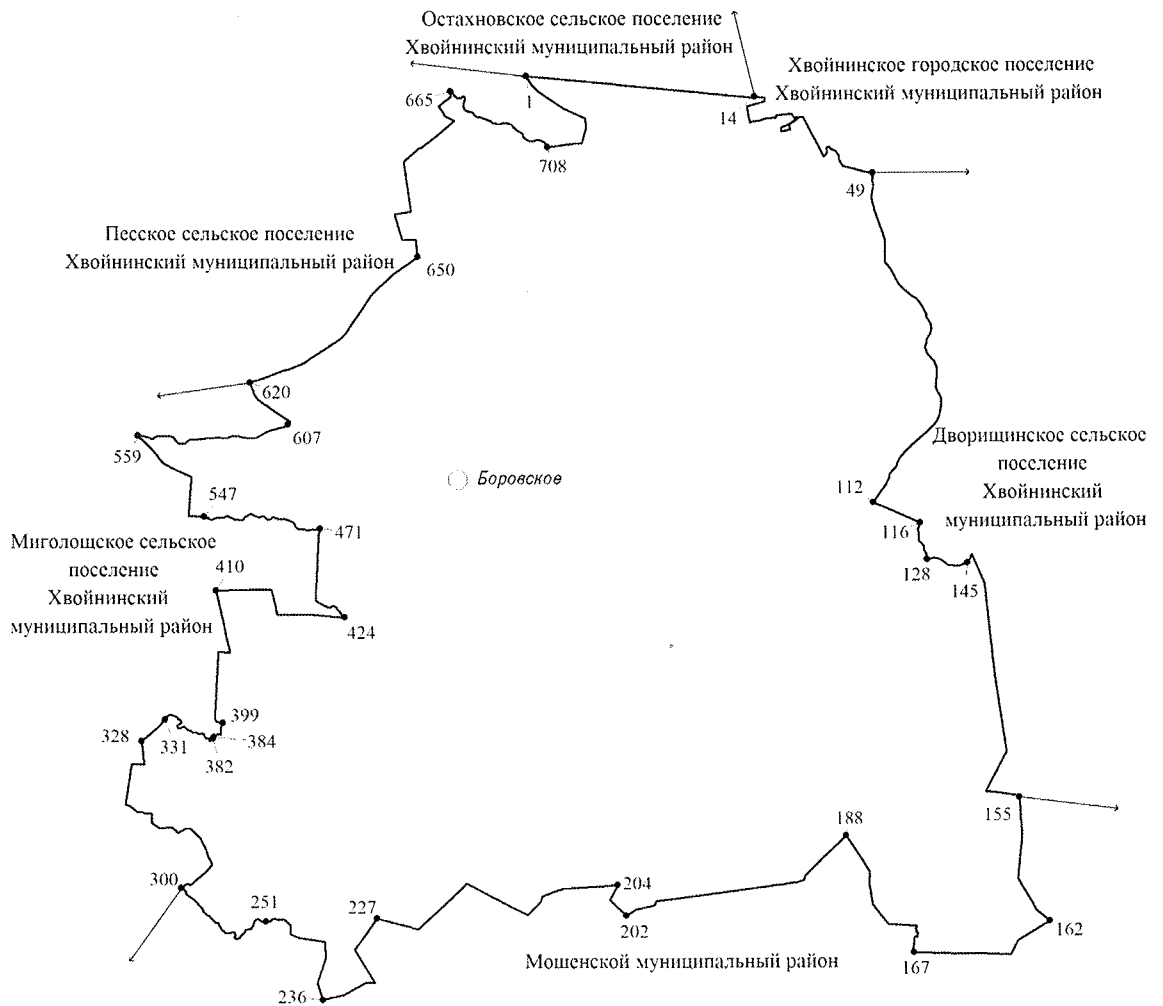 Остахновское сельское поселение
Хвойнинский муниципальный район
Хвойнинское городское поселение
Хвойнинский муниципальный район
665
1
14
708
49
Песское сельское поселение
Хвойнинский муниципальный район
650
620
607
559
Дворищинское сельское
поселение
Хвойнинский
муниципальный район
Боровское
112
547
116
471
Миголощское сельское
поселение
Хвойнинский
муниципальный район
410
128
145
424
399
328
331
384
382
155
188
300
251
227
204
202
162
167
Мошенской муниципальный район
236